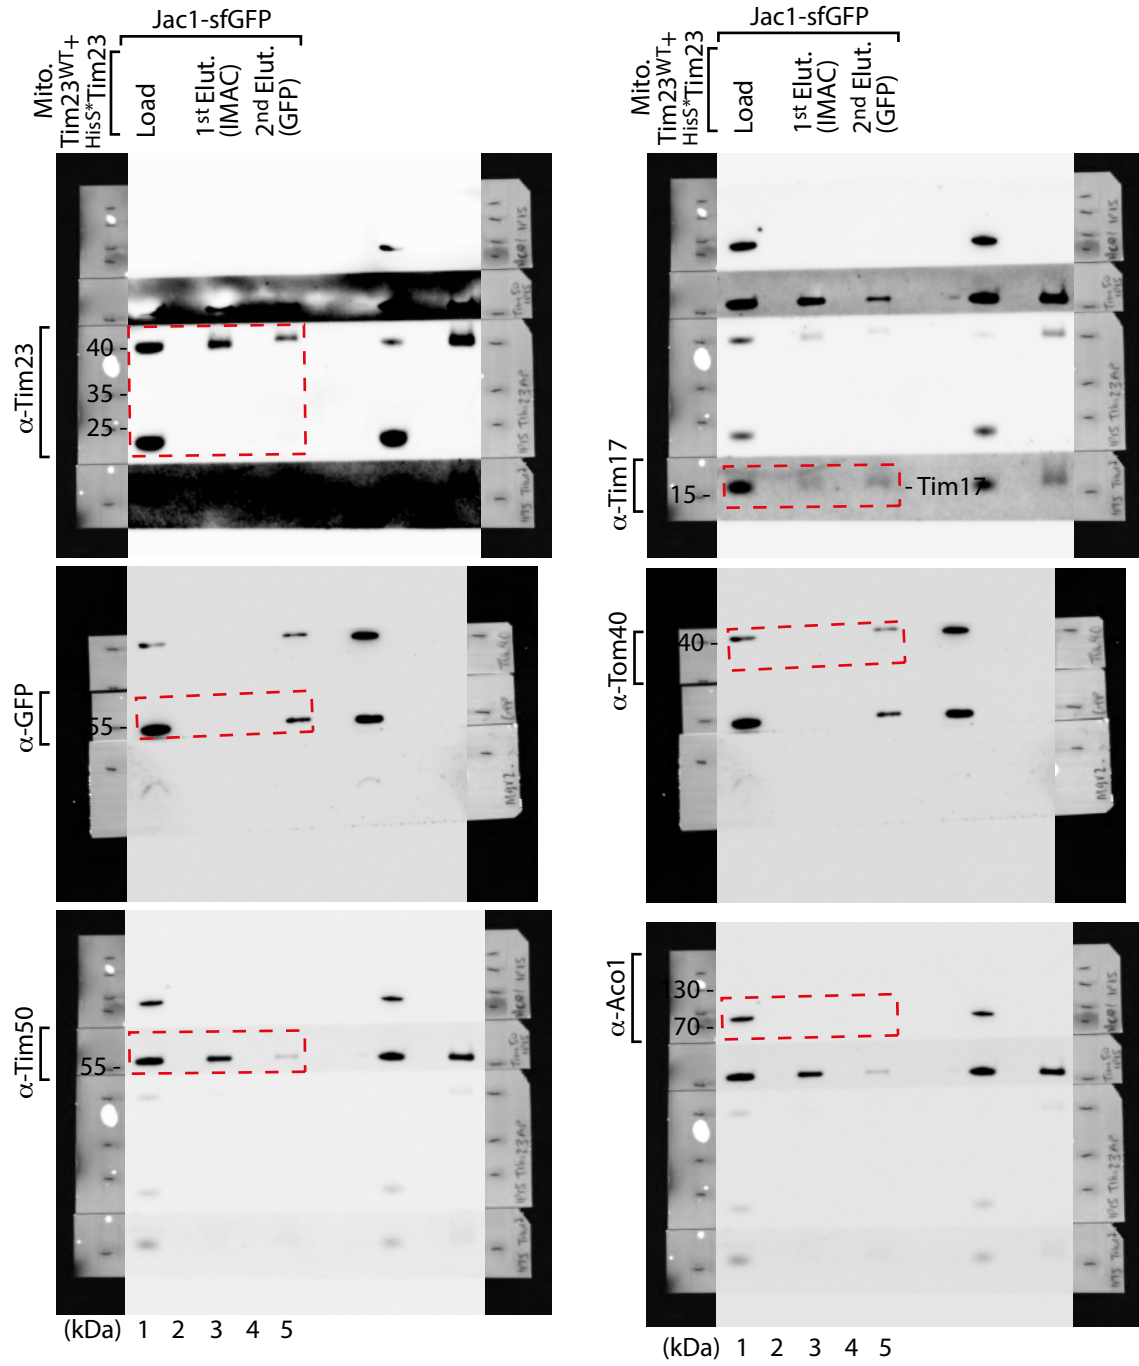 Jac1-sfGFP
Mito.
Tim23WT+
HisS*Tim23
Load
1st Elut.
(IMAC)
2nd Elut.
(GFP)
α-Tim23
40 -
35 -
25 -
Jac1-sfGFP
Mito.
Tim23WT+
HisS*Tim23
Load
1st Elut.
(IMAC)
2nd Elut.
(GFP)
α-Tim17
15 -
- Tim17
α-GFP
55 -
α-Tom40
40 -
α-Tim50
55 -
α-Aco1
130 -
70 -
(kDa) 1 2 3 4 5
(kDa) 1 2 3 4 5